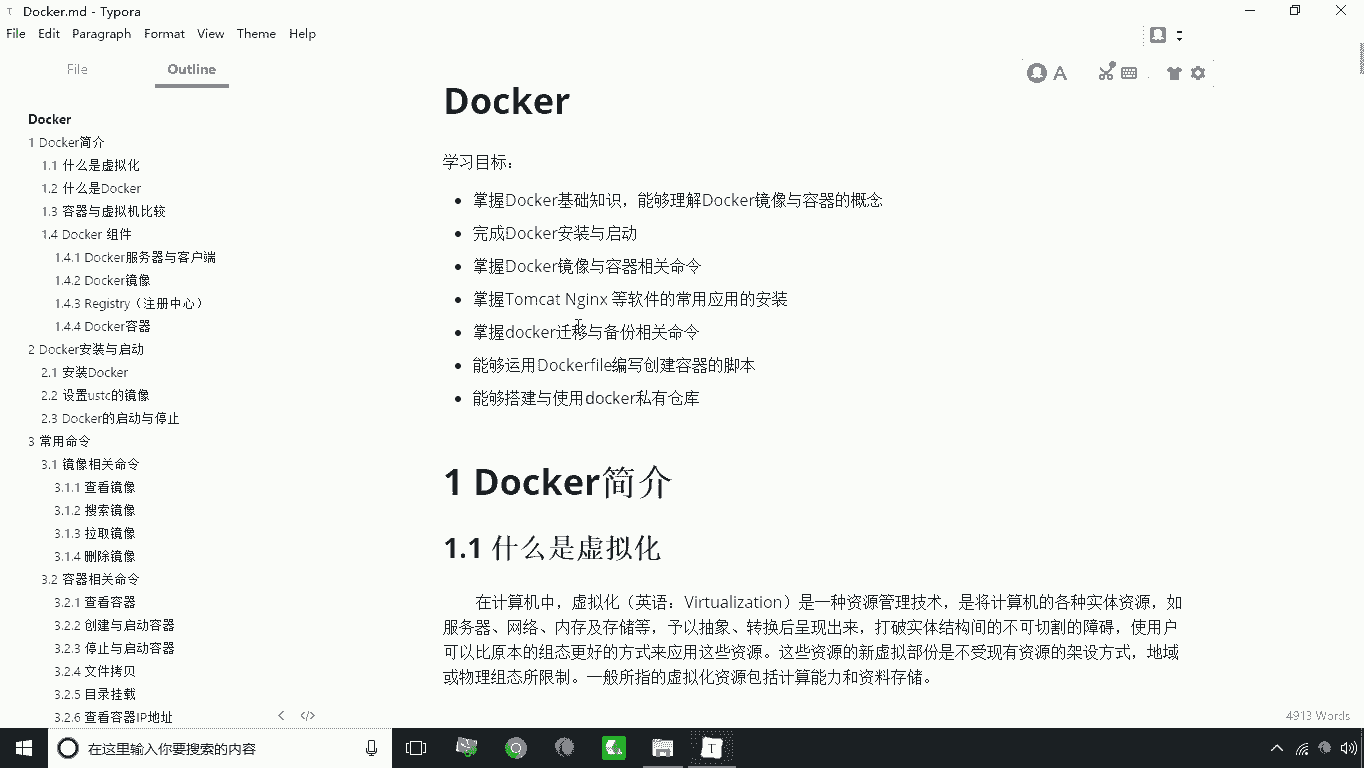 Docker.md - Typora
File Edit Paragraph Format View Theme Help
File Outline
Docker
1 Docker简介
1.1 什么是虚拟化
1.2 什么是Docker
1.3 容器与虚拟机比较
1.4 Docker 组件
1.4.1 Docker服务器与客户端
1.4.2 Docker镜像
1.4.3 Registry（注册中心）
1.4.4 Docker容器
2 Docker安装与启动
2.1 安装Docker
2.2 设置ustc的镜像
2.3 Docker的启动与停止
3 常用命令
3.1 镜像相关命令
3.1.1 查看镜像
3.1.2 搜索镜像
3.1.3 拉取镜像
3.1.4 删除镜像
3.2 容器相关命令
3.2.1 查看容器
3.2.2 创建与启动容器
3.2.3 停止与启动容器
3.2.4 文件拷贝
3.2.5 目录挂载
3.2.6 查看容器IP地址
Docker
学习目标：
掌握Docker基础知识，能够理解Docker镜像与容器的概念
完成Docker安装与启动
掌握Docker镜像与容器相关命令
掌握Tomcat Nginx 等软件的常用应用的安装
掌握docker迁移与备份相关命令
能够运用Dockerfile编写创建容器的脚本
能够搭建与使用docker私有仓库
1 Docker简介
1.1 什么是虚拟化
在计算机中，虚拟化（英语：Virtualization）是一种资源管理技术，是将计算机的各种实体资源，如
服务器、网络、内存及存储等，予以抽象、转换后呈现出来，打破实体结构间的不可切割的障碍，使用户
可以比原本的组态更好的方式来应用这些资源。这些资源的新虚拟部份是不受现有资源的架设方式，地域
或物理组态所限制。一般所指的虚拟化资源包括计算能力和资料存储。
4913 Words
在这里输入你要搜索的内容